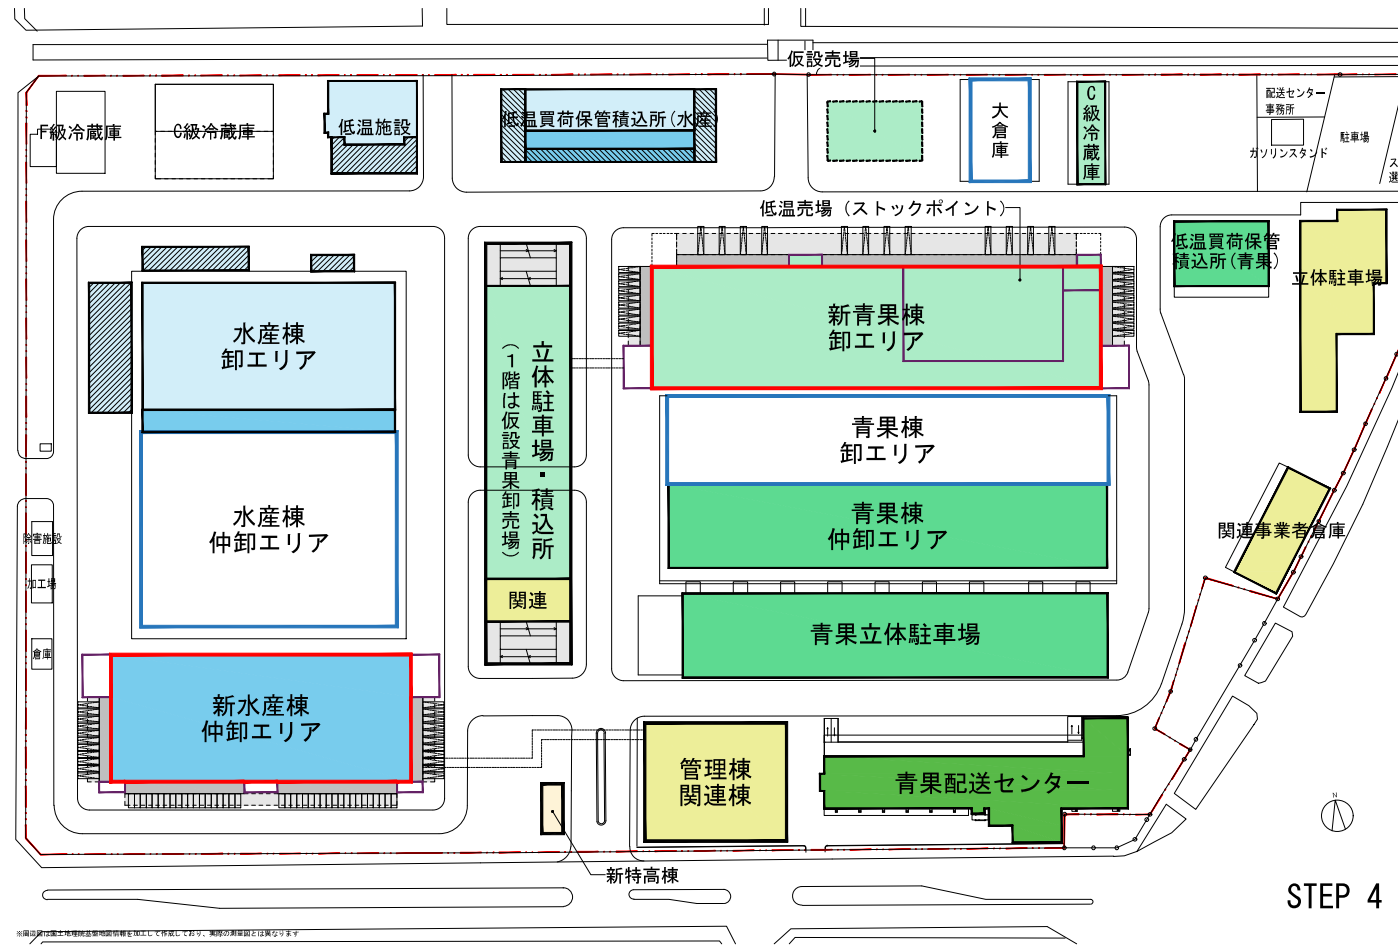 仮設売場
F級冷蔵庫
C級冷蔵庫
低温施設
低温買荷保管積込所(水産)
大倉庫
C級冷蔵庫
配送センター
事務所
ガソリンスタンド
駐車場
低温売場(ストックポイント)
低温買荷保管
積込所(青果)
立体駐車場
水産棟
卸エリア
立体駐車場・積込所
(1階は仮設青果卸売場)
新青果棟
卸エリア
青果棟
卸エリア
水産棟
仲卸エリア
青果棟
仲卸エリア
関連事業者倉庫
除害施設
加工場
倉庫
関連
青果立体駐車場
新水産棟
仲卸エリア
管理棟
関連棟
青果配送センター
N
新特高棟
STEP 4